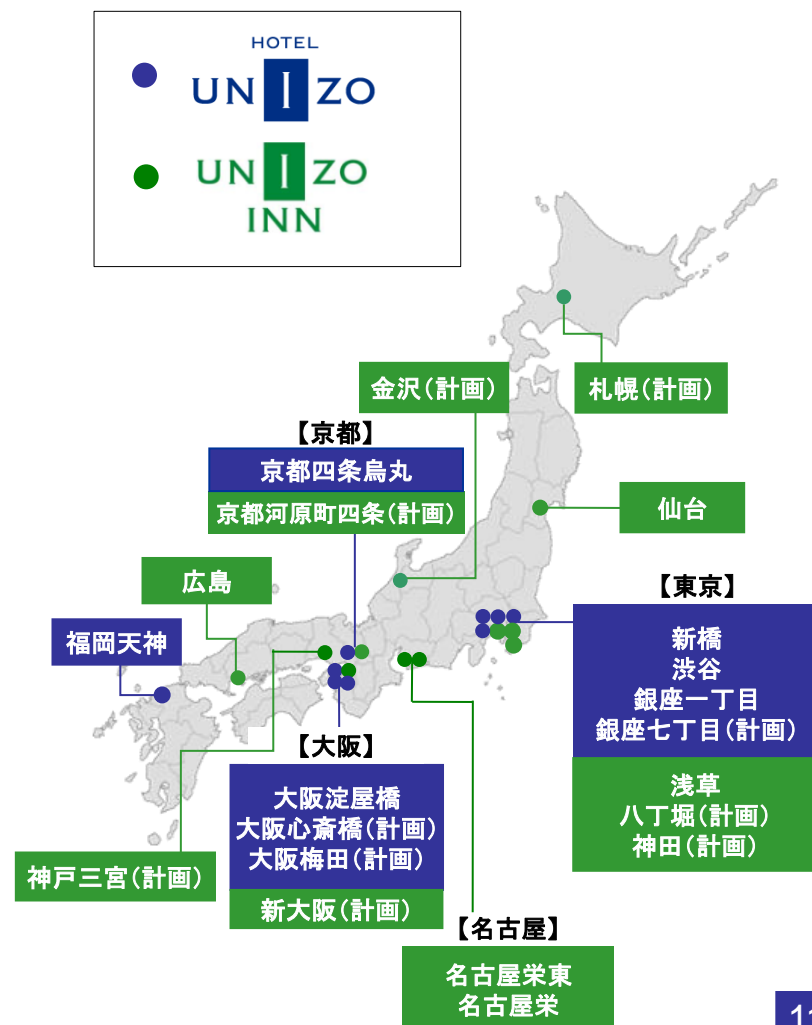 HOTEL
UNIZO
UNIZO
INN
金沢(計画)
札幌(計画)
【京都】
京都四条烏丸
京都河原町四条(計画)
仙台
広島
【東京】
福岡天神
新橋
渋谷
銀座一丁目
銀座七丁目(計画)
浅草
八丁堀(計画)
神田(計画)
【大阪】
大阪淀屋橋
大阪心斎橋(計画)
大阪梅田(計画)
新大阪(計画)
神戸三宮(計画)
【名古屋】
名古屋栄東
名古屋栄